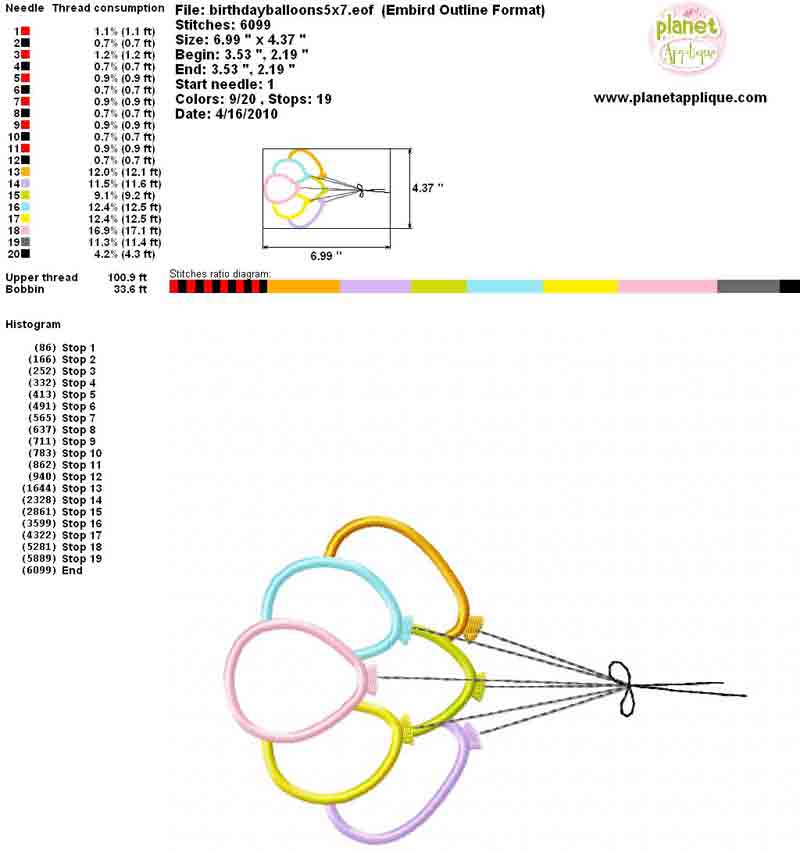 Needle Thread consumption
1 1.1% (1.1 ft)
2 0.7% (0.7 ft)
3 1.2% (1.2 ft)
4 0.7% (0.7 ft)
5 0.9% (0.9 ft)
6 0.7% (0.7 ft)
7 0.9% (0.9 ft)
8 0.7% (0.7 ft)
9 0.9% (0.9 ft)
10 0.7% (0.7 ft)
11 0.9% (0.9 ft)
12 0.7% (0.7 ft)
13 12.0% (12.1 ft)
14 11.5% (11.6 ft)
15 9.1% (9.2 ft)
16 12.4% (12.5 ft)
17 12.4% (12.5 ft)
18 16.9% (17.1 ft)
19 11.3% (11.4 ft)
20 4.2% (4.3 ft)
Upper thread 100.9 ft
Bobbin 33.6 ft
File: birthdayballoons5x7.eof (Embird Outline Format)
Stitches: 6099
Size: 6.99 " x 4.37 "
Begin: 3.53 ", 2.19 "
End: 3.53 ", 2.19 "
Start needle: 1
Colors: 9/20 , Stops: 19
Date: 4/16/2010
planet
Applique
www.planetapplique.com
4.37 "
6.99 "
Stitches ratio diagram:
Histogram
(86) Stop 1
(166) Stop 2
(252) Stop 3
(332) Stop 4
(413) Stop 5
(491) Stop 6
(565) Stop 7
(637) Stop 8
(711) Stop 9
(783) Stop 10
(862) Stop 11
(940) Stop 12
(1644) Stop 13
(2328) Stop 14
(2861) Stop 15
(3599) Stop 16
(4322) Stop 17
(5281) Stop 18
(5889) Stop 19
(6099) End